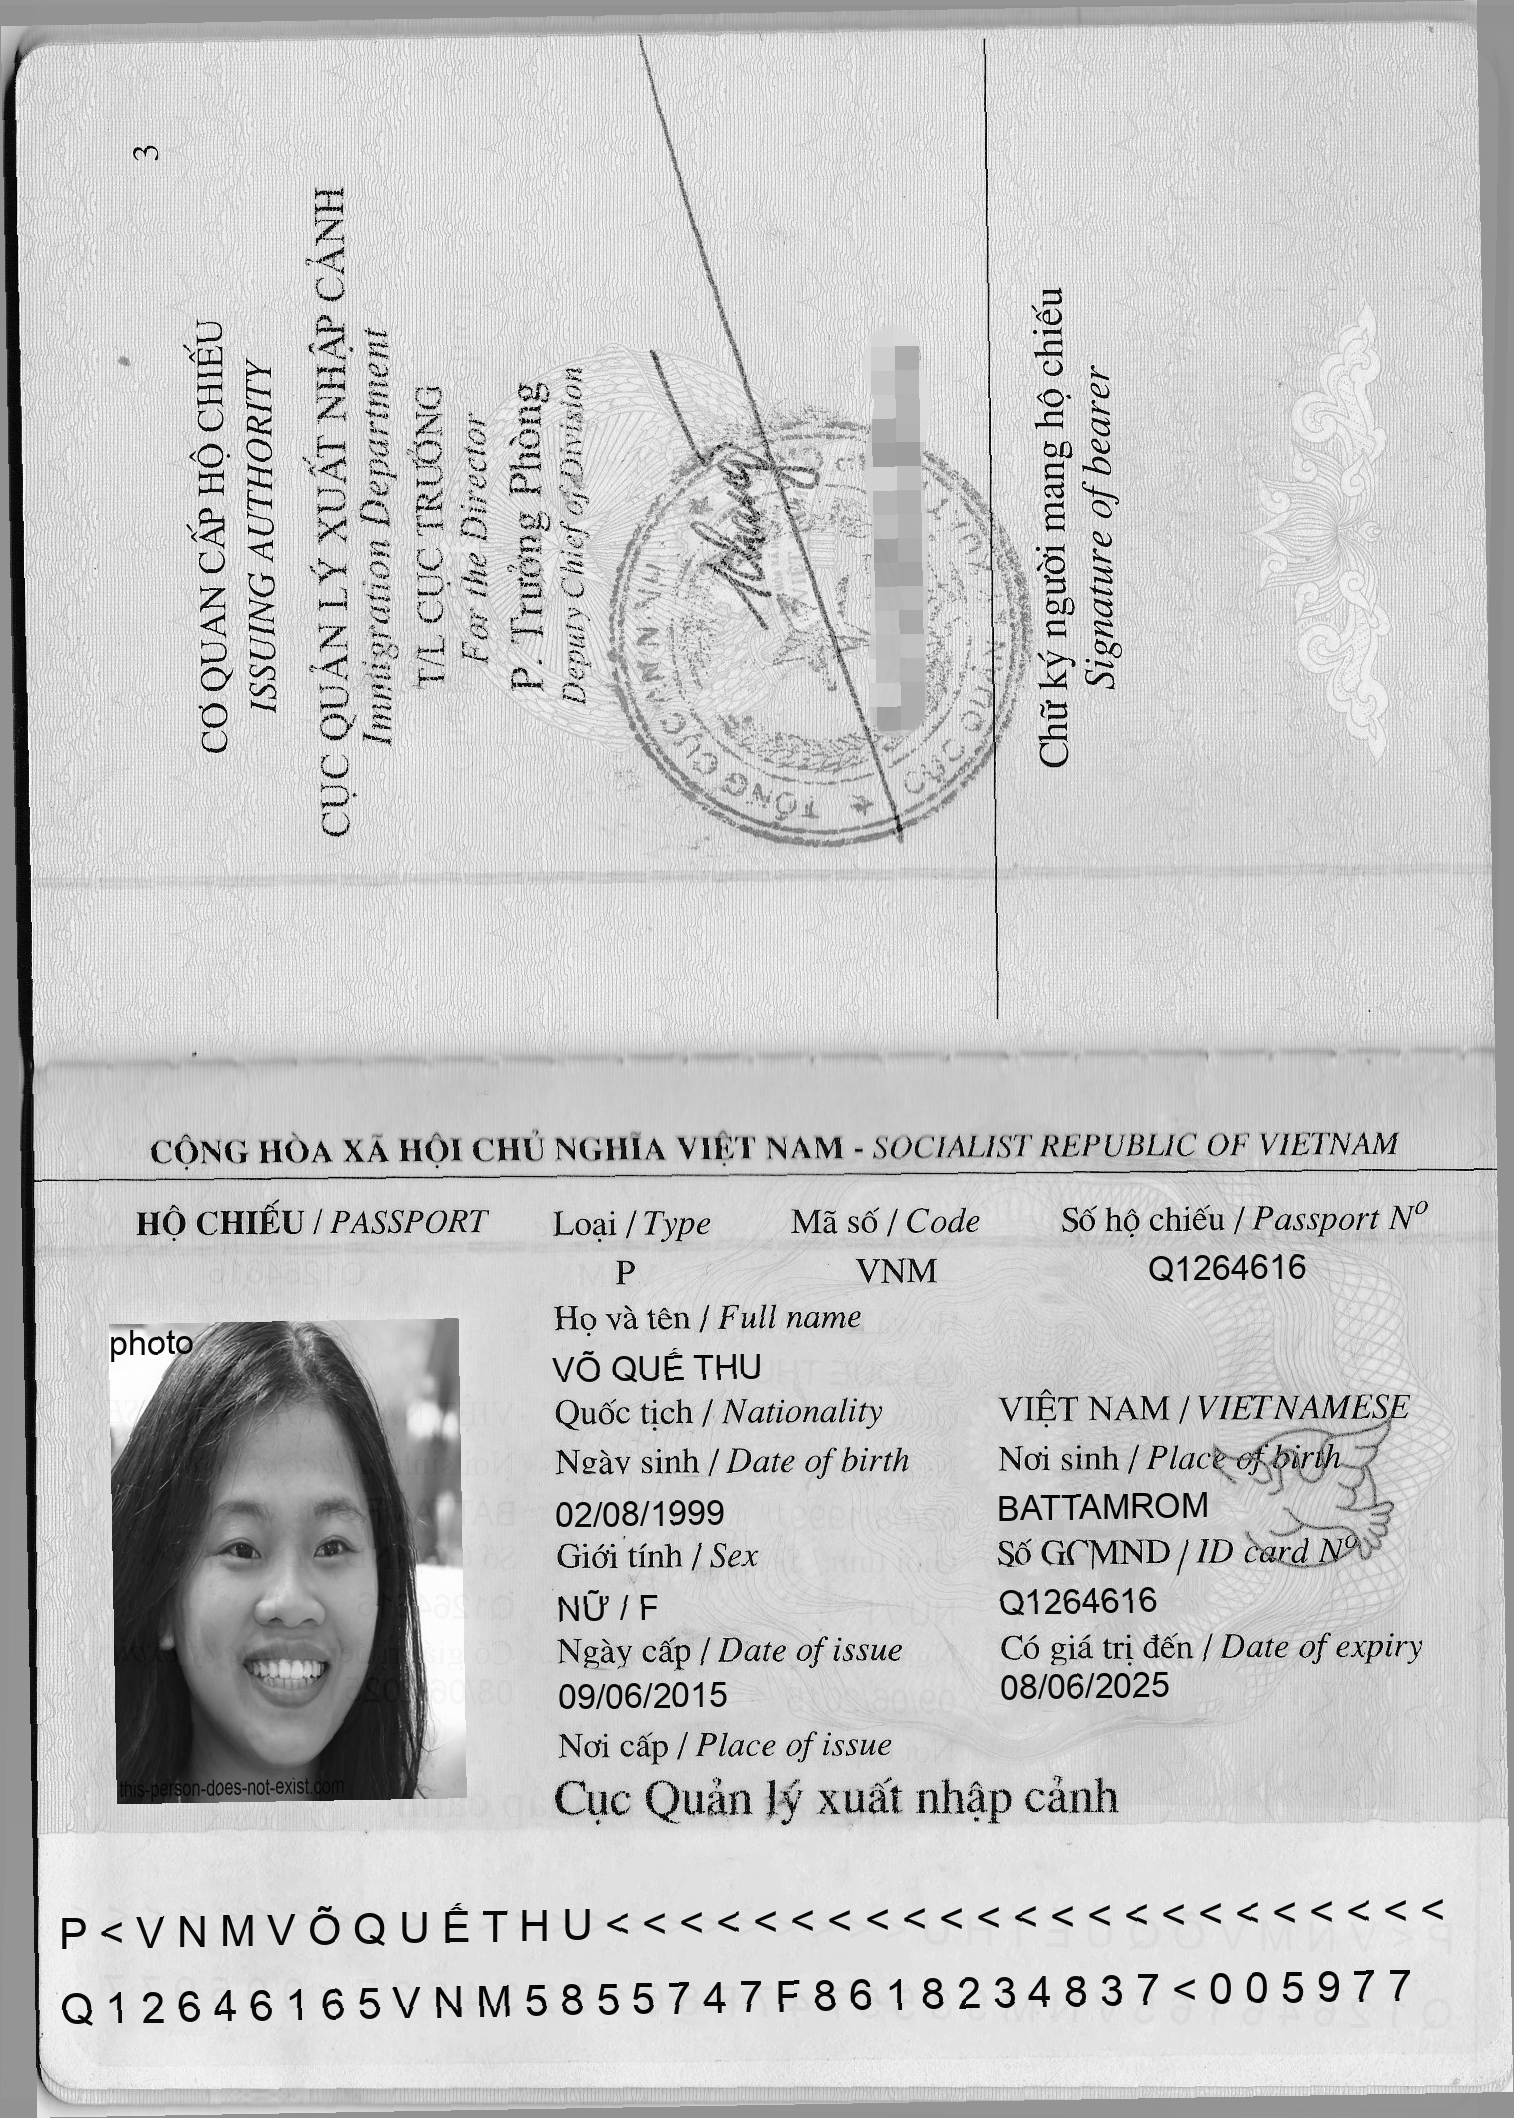 3
CƠ QUAN CẤP HỘ CHIẾU
ISSUING AUTHORITY
CỤC QUẢN LÝ XUẤT NHẬP CẢNH
Immigration Department
T/L CỤC TRƯỞNG
For the Director
P. Trưởng Phòng
Deputy Chief of Division
TỔNG CỤC AN NINH
Chữ ký người mang hộ chiếu
Signature of bearer
CỘNG HÒA XÃ HỘI CHỦ NGHĨA VIỆT NAM - SOCIALIST REPUBLIC OF VIETNAM
HỘ CHIẾU / PASSPORT Loại / Type Mã số / Code Số hộ chiếu / Passport Nº
P VNM Q1264616
Họ và tên / Full name
photo
VÕ QUẾ THU
Quốc tịch / Nationality VIỆT NAM / VIETNAMESE
Ngày sinh / Date of birth Nơi sinh / Place of birth
02/08/1999 BATTAMROM
Giới tính / Sex Số GCMND / ID card Nº
NỮ / F Q1264616
Ngày cấp / Date of issue Có giá trị đến / Date of expiry
09/06/2015 08/06/2025
Nơi cấp / Place of issue
this-person-does-not-exist.com
Cục Quản lý xuất nhập cảnh
P<VNMVÕQUẾTHU<<<<<<<<<<<<<<<<<<<<<<<
Q12646165VNM5855747F8618234837<005977